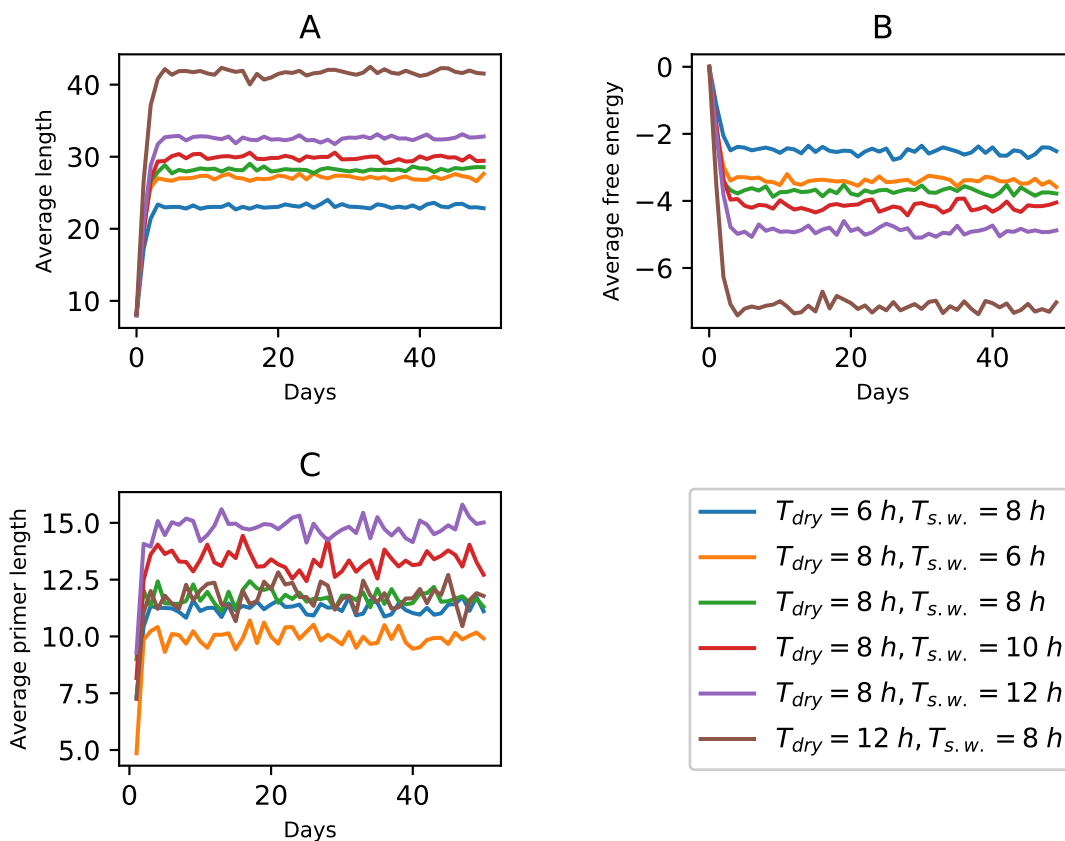 A
Average length
40
30
20
10
0
20
40
Days
B
Average free energy
0
−2
−4
−6
0
20
40
Days
C
Average primer length
15.0
12.5
10.0
7.5
5.0
0
20
40
Days
T_dry = 6 h, T_s.w. = 8 h
T_dry = 8 h, T_s.w. = 6 h
T_dry = 8 h, T_s.w. = 8 h
T_dry = 8 h, T_s.w. = 10 h
T_dry = 8 h, T_s.w. = 12 h
T_dry = 12 h, T_s.w. = 8 h